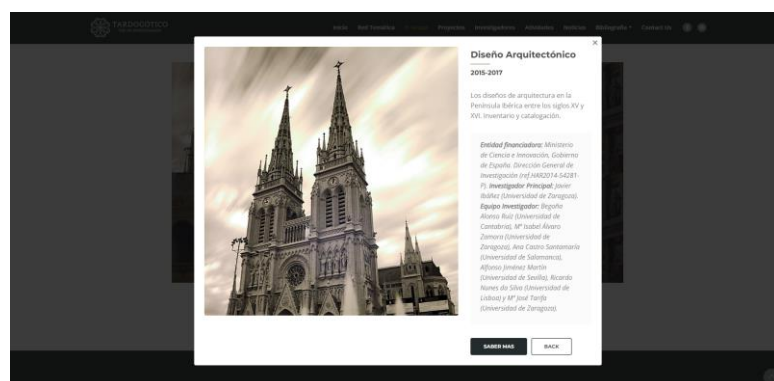 TARDOGÓTICO
Inicio Red Temática Proyectos Investigadores Actividades Noticias Bibliografía Contact Us
×
Diseño Arquitectónico
2015-2017
Los diseños de arquitectura en la
Península Ibérica entre los siglos XV y
XVI. Inventario y catalogación.
Entidad financiadora: Ministerio
de Ciencia e Innovación, Gobierno
de España. Dirección General de
Investigación (ref.HAR2014-54281-
P). Investigador Principal: Javier
Ibáñez (Universidad de Zaragoza).
Equipo Investigador: Begoña
Alonso Ruiz (Universidad de
Cantabria), Mª Isabel Álvaro
Zamora (Universidad de
Zaragoza), Ana Castro Santamaría
(Universidad de Salamanca),
Alfonso Jiménez Martín
(Universidad de Sevilla), Ricardo
Nunes da Silva (Universidad de
Lisboa) y Mª José Tarifa
(Universidad de Zaragoza).
SABER MAS BACK